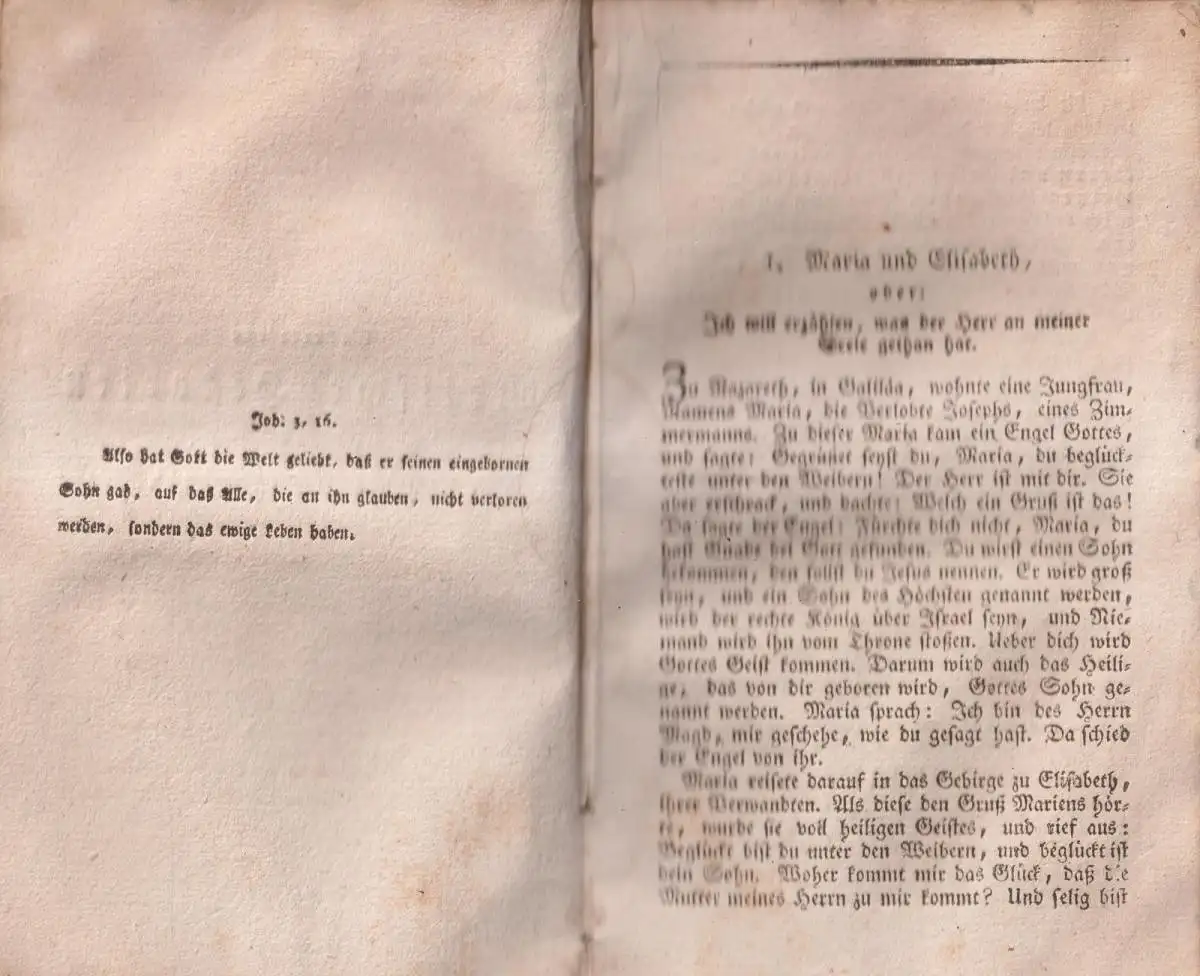 Joh. 3, 16.
Also hat Gott die Welt geliebt, daß er seinen eingebornen
Sohn gab, auf daß Alle, die an ihn glauben, nicht verloren
werden, sondern das ewige Leben haben.
1. Maria und Elisabeth,
oder:
Ich will erzählen, was der Herr an meiner
Seele gethan hat.
Zu Nazareth, in Galiläa, wohnte eine Jungfrau,
Namens Maria, die Verlobte Josephs, eines Zim-
mermanns. Zu dieser Maria kam ein Engel Gottes,
und sagte: Gegrüßet seyst du, Maria, du beglück-
teste unter den Weibern! Der Herr ist mit dir. Sie
aber erschrack, und dachte: Welch ein Gruß ist das!
Da sagte der Engel: Fürchte dich nicht, Maria, du
hast Gnade bei Gott gefunden. Du wirst einen Sohn
bekommen, den sollst du Jesus nennen. Er wird groß
seyn, und ein Sohn des Höchsten genannt werden,
wird der rechte König über Israel seyn, und Nie-
mand wird ihn vom Throne stoßen. Ueber dich wird
Gottes Geist kommen. Darum wird auch das Heili-
ge, das von dir geboren wird, Gottes Sohn ge-
nannt werden. Maria sprach: Ich bin des Herrn
Magd, mir geschehe, wie du gesagt hast. Da schied
der Engel von ihr.
Maria reisete darauf in das Gebirge zu Elisabeth,
ihrer Verwandten. Als diese den Gruß Mariens hör-
te, wurde sie voll heiligen Geistes, und rief aus:
Beglückt bist du unter den Weibern, und beglückt ist
dein Sohn. Woher kommt mir das Glück, daß die
Mutter meines Herrn zu mir kommt? Und selig bist